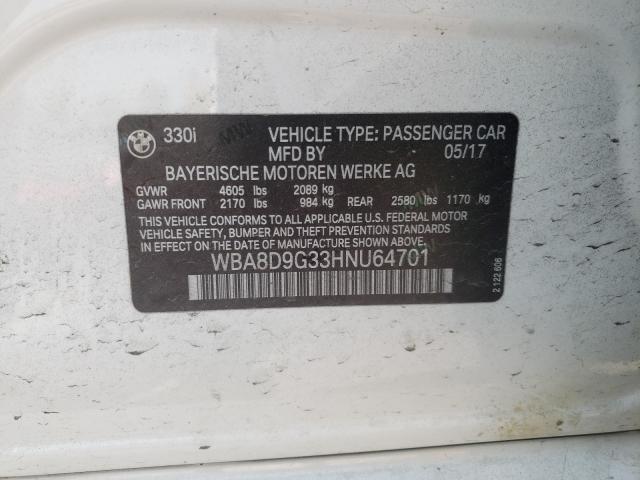 330i VEHICLE TYPE: PASSENGER CAR
MFD BY 05/17
BAYERISCHE MOTOREN WERKE AG
GVWR 4605 lbs 2089 kg
GAWR FRONT 2170 lbs 984 kg REAR 2580 lbs 1170 kg
THIS VEHICLE CONFORMS TO ALL APPLICABLE U.S. FEDERAL MOTOR
VEHICLE SAFETY, BUMPER AND THEFT PREVENTION STANDARDS
IN EFFECT ON THE DATE OF MANUFACTURE SHOWN ABOVE.
WBA8D9G33HNU64701
2 122 606